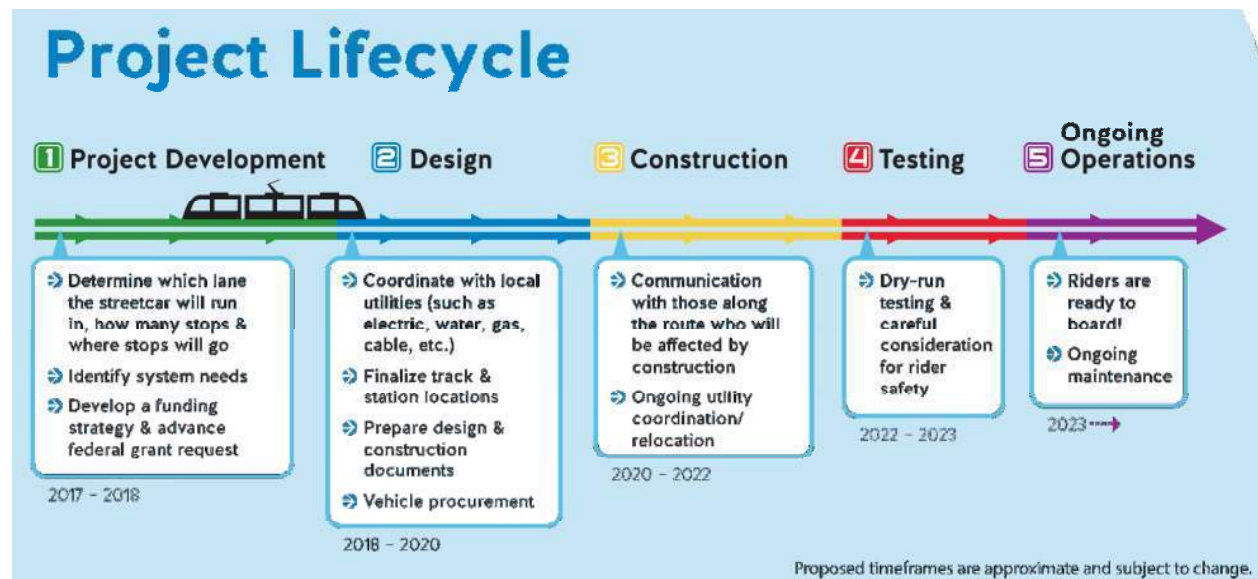 Project Lifecycle
1 Project Development
Determine which lane
the streetcar will run
in, how many stops &
where stops will go
Identify system needs
Develop a funding
strategy & advance
federal grant request
2017 – 2018
2 Design
Coordinate with local
utilities (such as
electric, water, gas,
cable, etc.)
Finalize track &
station locations
Prepare design &
construction
documents
Vehicle procurement
2018 – 2020
3 Construction
Communication
with those along
the route who will
be affected by
construction
Ongoing utility
coordination/
relocation
2020 – 2022
4 Testing
Dry-run
testing &
careful
consideration
for rider
safety
2022 – 2023
5 Ongoing
Operations
Riders are
ready to
board!
Ongoing
maintenance
2023
Proposed timeframes are approximate and subject to change.